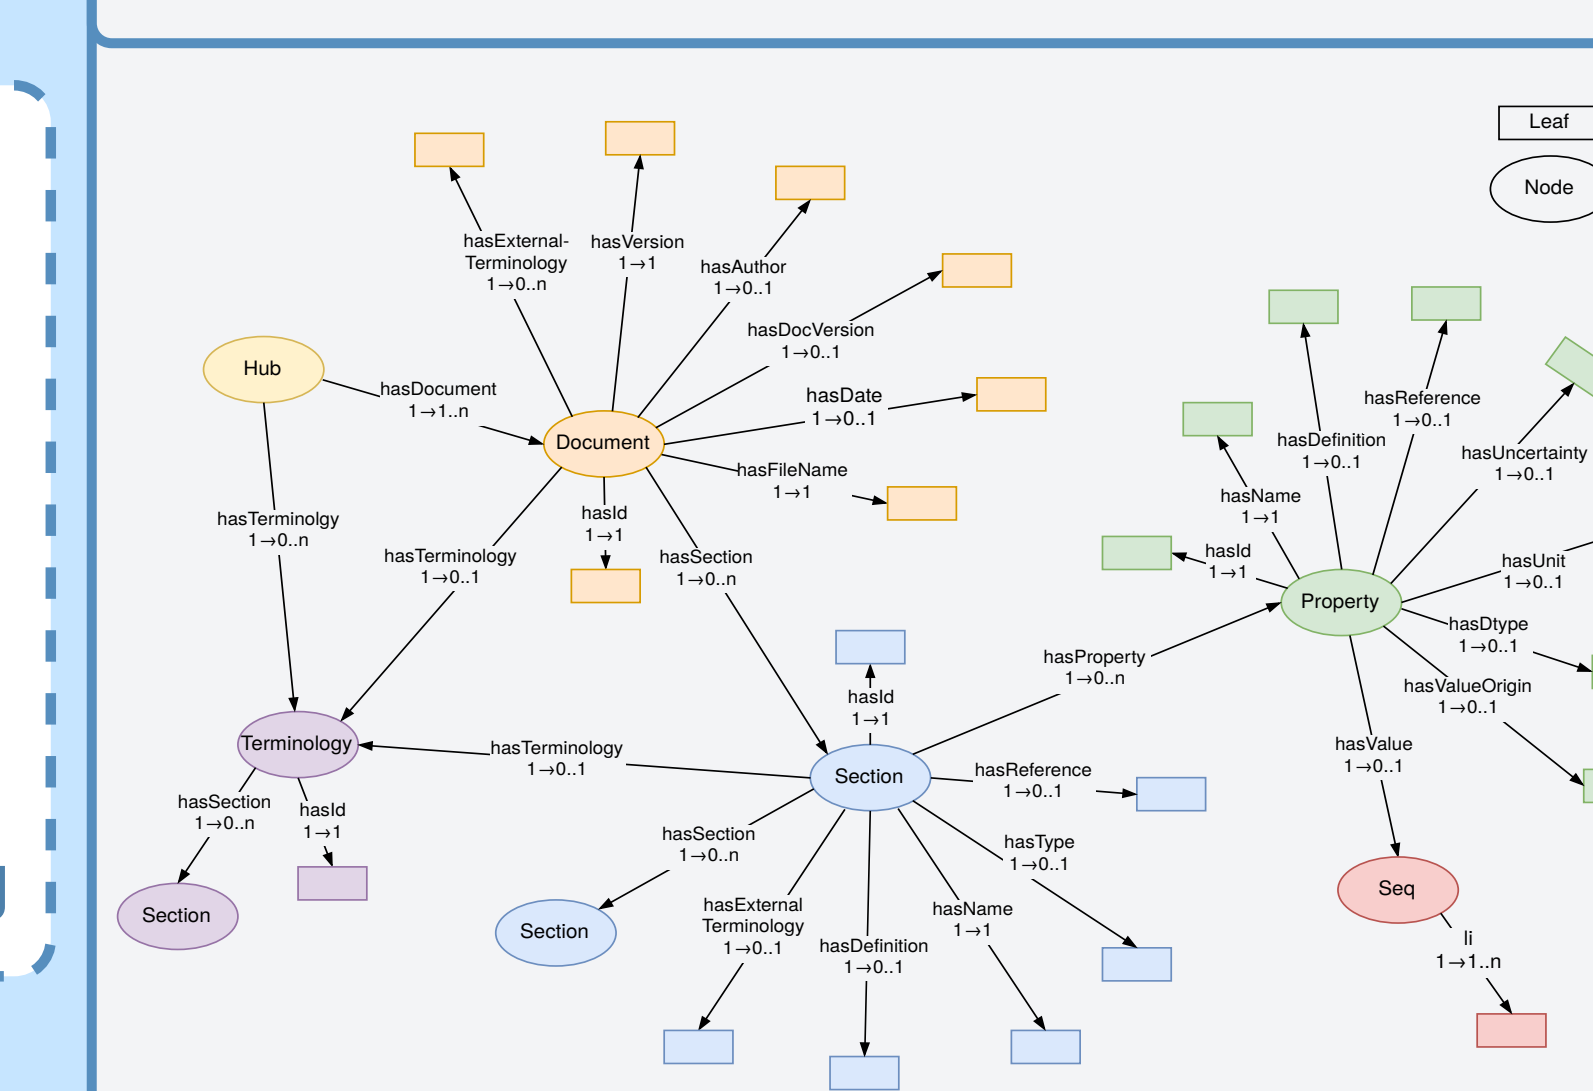 Leaf
Node
hasExternal-
Terminology
1→0..n
hasVersion
1→1
hasAuthor
1→0..1
hasDocVersion
1→0..1
Hub
hasDocument
1→1..n
hasDate
1→0..1
Document
hasFileName
1→1
hasId
1→1
hasTerminolgy
1→0..n
hasTerminology
1→0..1
hasSection
1→0..n
hasReference
1→0..1
hasDefinition
1→0..1
hasUncertainty
1→0..1
hasName
1→1
hasId
1→1
hasUnit
1→0..1
Property
hasDtype
1→0..1
hasProperty
1→0..n
hasValueOrigin
1→0..1
hasId
1→1
hasValue
1→0..1
Terminology
hasTerminology
1→0..1
Section
hasReference
1→0..1
hasSection
1→0..n
hasId
1→1
hasSection
1→0..n
hasType
1→0..1
Seq
Section
Section
hasExternal
Terminology
1→0..1
hasDefinition
1→0..1
hasName
1→1
li
1→1..n